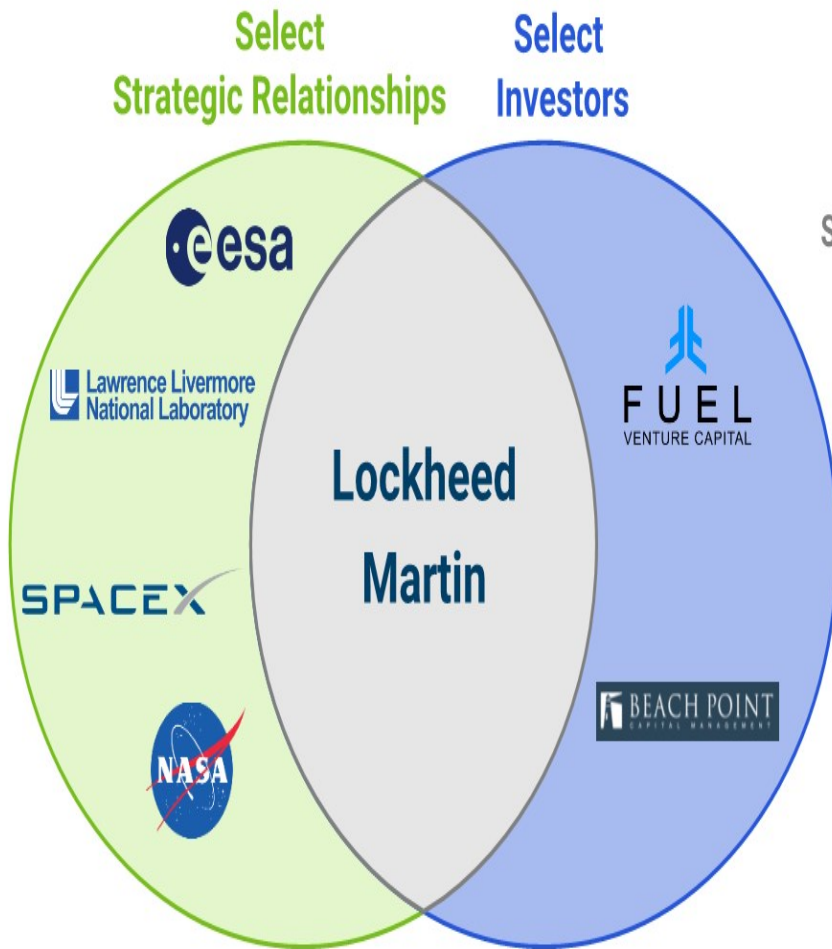 Select
Strategic Relationships
Select
Investors
S
esa
Lawrence Livermore
National Laboratory
FUEL
VENTURE CAPITAL
Lockheed
Martin
SPACEX
BEACH POINT
CAPITAL MANAGEMENT
NASA